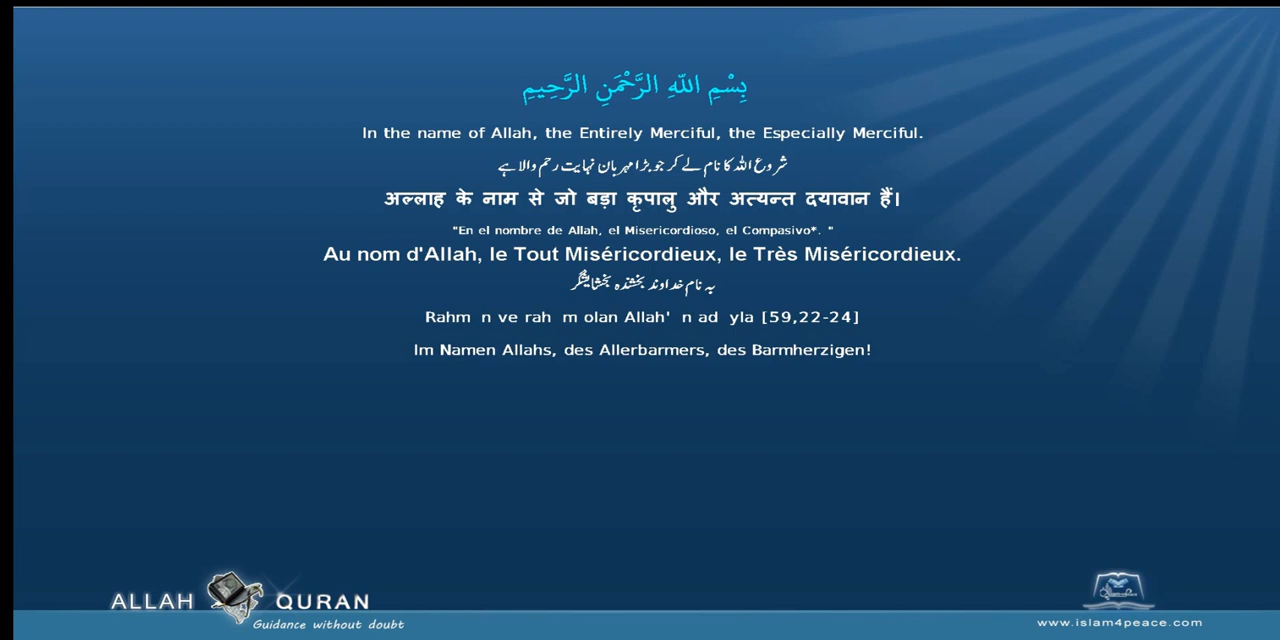 بِسْمِ اللَّهِ الرَّحْمَنِ الرَّحِيمِ
In the name of Allah, the Entirely Merciful, the Especially Merciful.
شروع اللہ کا نام لے کر جو بڑا مہربان نہایت رحم والا ہے
अल्लाह के नाम से जो बड़ा कृपालु और अत्यन्त दयावान हैं।
"En el nombre de Allah, el Misericordioso, el Compasivo*. "
Au nom d'Allah, le Tout Miséricordieux, le Très Miséricordieux.
به نام خداوند بخشنده بخشایشگر
Rahm n ve rah m olan Allah' n ad yla [59,22-24]
Im Namen Allahs, des Allerbarmers, des Barmherzigen!
ALLAH QURAN
Guidance without doubt
www.islam4peace.com